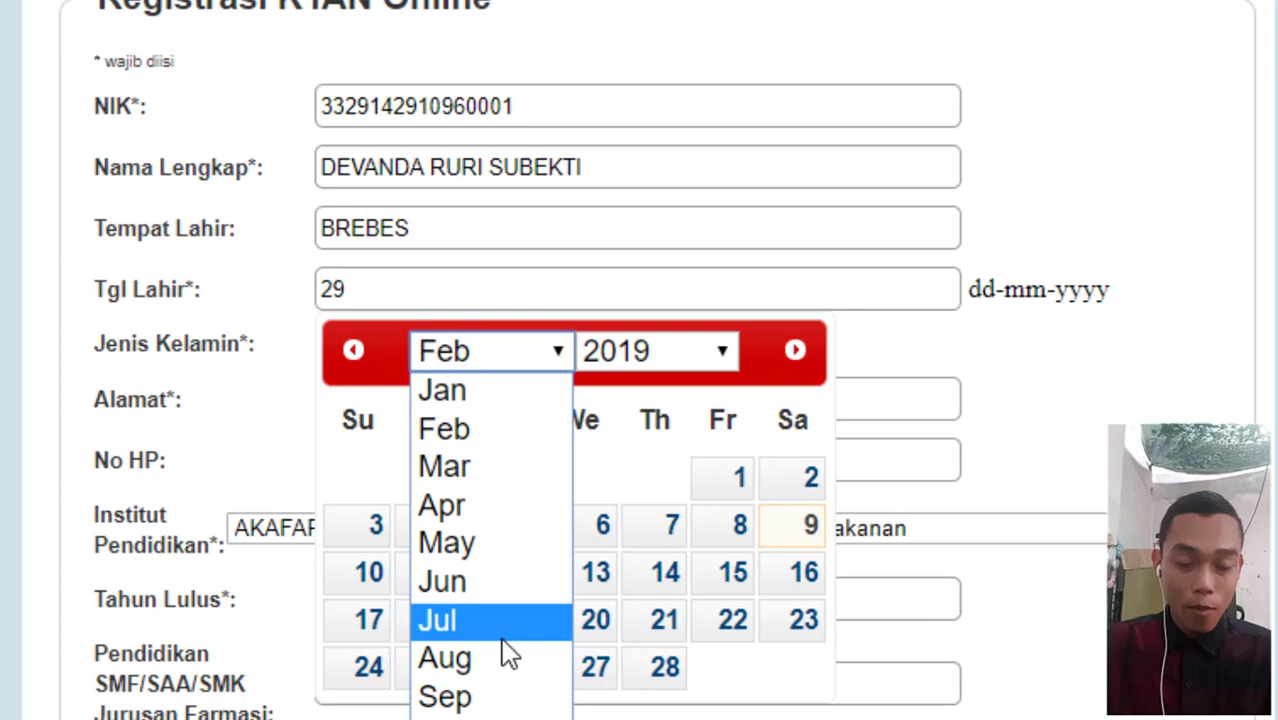 Registrasi RTAN Online
* wajib diisi
NIK*: 3329142910960001
Nama Lengkap*: DEVANDA RURI SUBEKTI
Tempat Lahir: BREBES
Tgl Lahir*: 29 dd-mm-yyyy
Jenis Kelamin*:
Feb 2019
Jan
Feb
Mar
Apr
May
Jun
Jul
Aug
Sep
Su We Th Fr Sa
1 2
3 6 7 8 9
10 13 14 15 16
17 20 21 22 23
24 27 28
Alamat*:
No HP:
Institut
Pendidikan*:
akanan
Tahun Lulus*:
Pendidikan
SMF/SAA/SMK
Jurusan Farmasi: